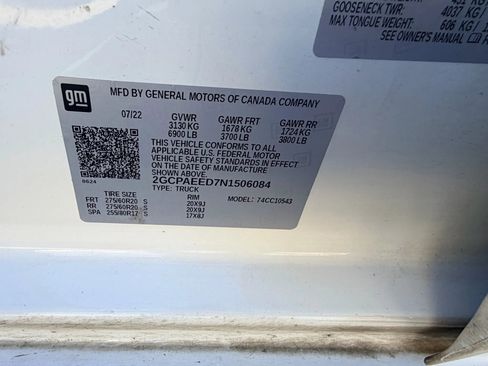 GOOSENECK TWR:
4037 KG
MAX TONGUE WEIGHT: 606 KG
SEE OWNER'S MANUAL
gm
MFD BY GENERAL MOTORS OF CANADA COMPANY
07/22 GVWR GAWR FRT GAWR RR
3130 KG 1678 KG 1724 KG
6900 LB 3700 LB 3800 LB
THIS VEHICLE CONFORMS TO ALL
APPLICABLE U.S. FEDERAL MOTOR
VEHICLE SAFETY STANDARDS IN EFFECT
ON THE DATE OF MANUFACTURE
SHOWN ABOVE.
8624 2GCPAEED7N1506084
TYPE: TRUCK
TIRE SIZE RIM MODEL: 74CC10543
FRT 275/60R20 S 20X9J
RR 275/60R20 S 20X9J
SPA 255/80R17 S 17X8J